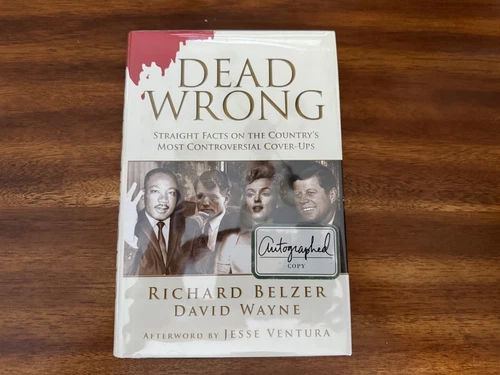 DEAD
WRONG
STRAIGHT FACTS ON THE COUNTRY'S
MOST CONTROVERSIAL COVER-UPS
Autographed
COPY
RICHARD BELZER
DAVID WAYNE
AFTERWORD BY JESSE VENTURA